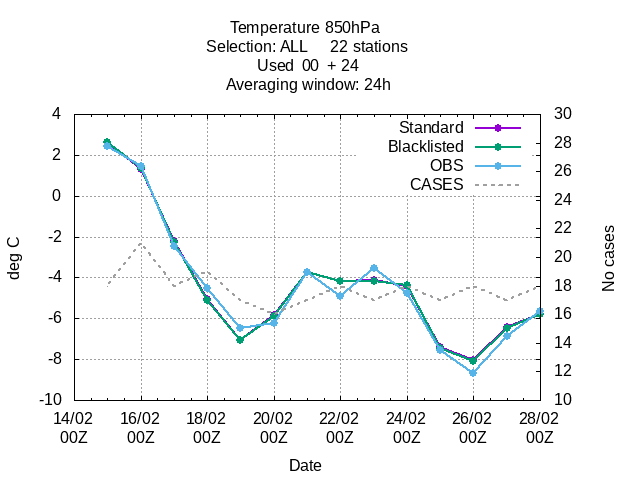 Temperature 850hPa
Selection: ALL     22 stations
Used  00  + 24
Averaging window: 24h
4
2
0
-2
-4
-6
-8
-10
deg C
30
28
26
24
22
20
18
16
14
12
10
No cases
Standard
Blacklisted
OBS
CASES
14/02 16/02 18/02 20/02 22/02 24/02 26/02 28/02
00Z 00Z 00Z 00Z 00Z 00Z 00Z 00Z
Date